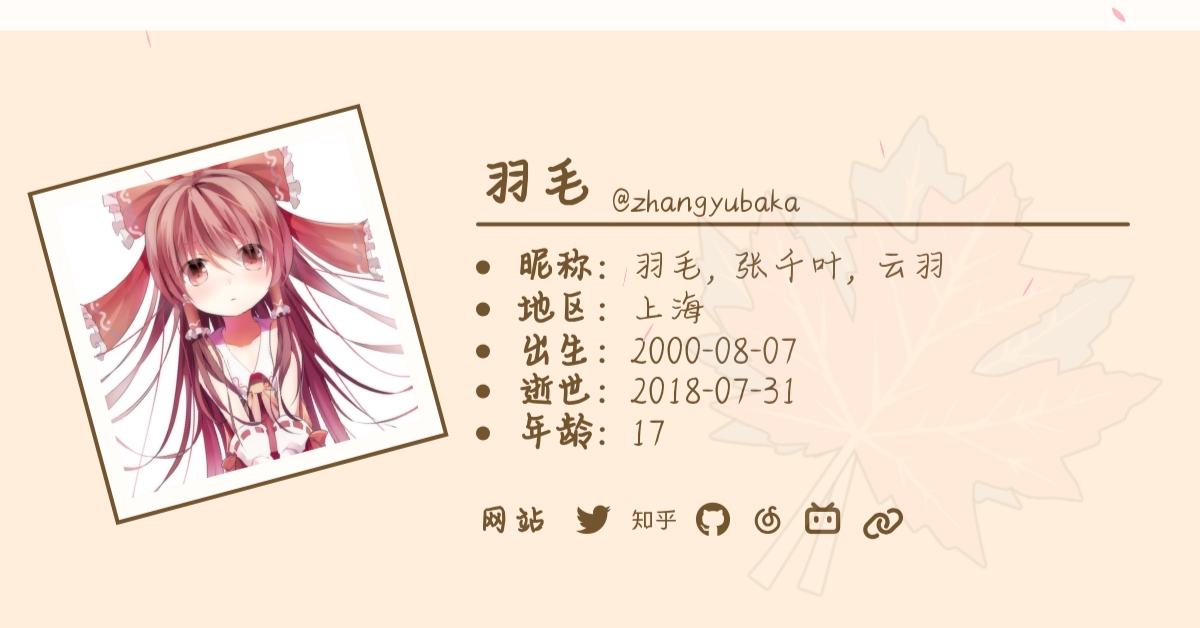 羽毛 @zhangyubaka
昵称：羽毛, 张千叶, 云羽
地区：上海
出生：2000-08-07
逝世：2018-07-31
年龄：17
网站 知乎